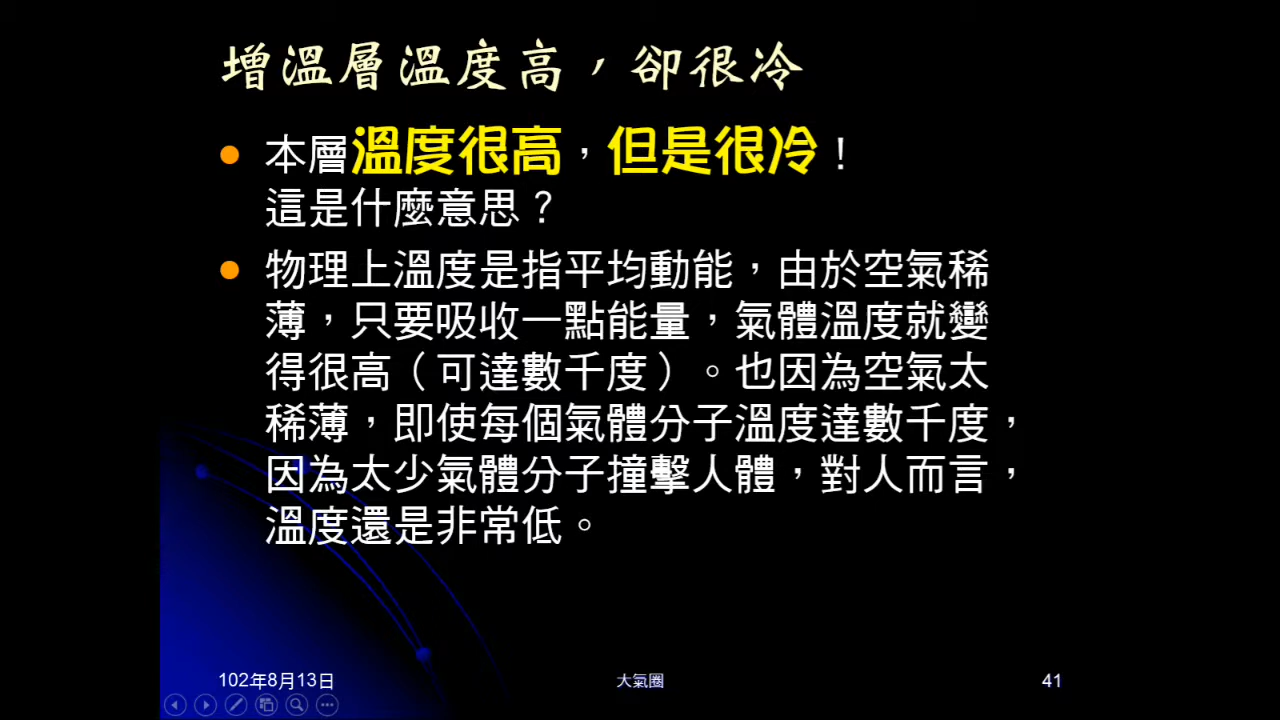 增溫層溫度高，卻很冷
本層溫度很高，但是很冷！
這是什麼意思？
物理上溫度是指平均動能，由於空氣稀
薄，只要吸收一點能量，氣體溫度就變
得很高（可達數千度）。也因為空氣太
稀薄，即使每個氣體分子溫度達數千度，
因為太少氣體分子撞擊人體，對人而言，
溫度還是非常低。
102年8月13日
大氣圈
41